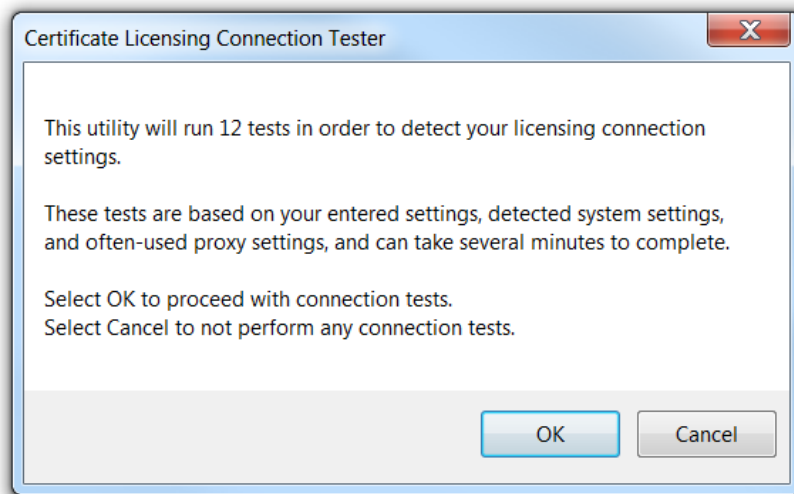 Certificate Licensing Connection Tester
This utility will run 12 tests in order to detect your licensing connection
settings.
These tests are based on your entered settings, detected system settings,
and often-used proxy settings, and can take several minutes to complete.
Select OK to proceed with connection tests.
Select Cancel to not perform any connection tests.
OK
Cancel